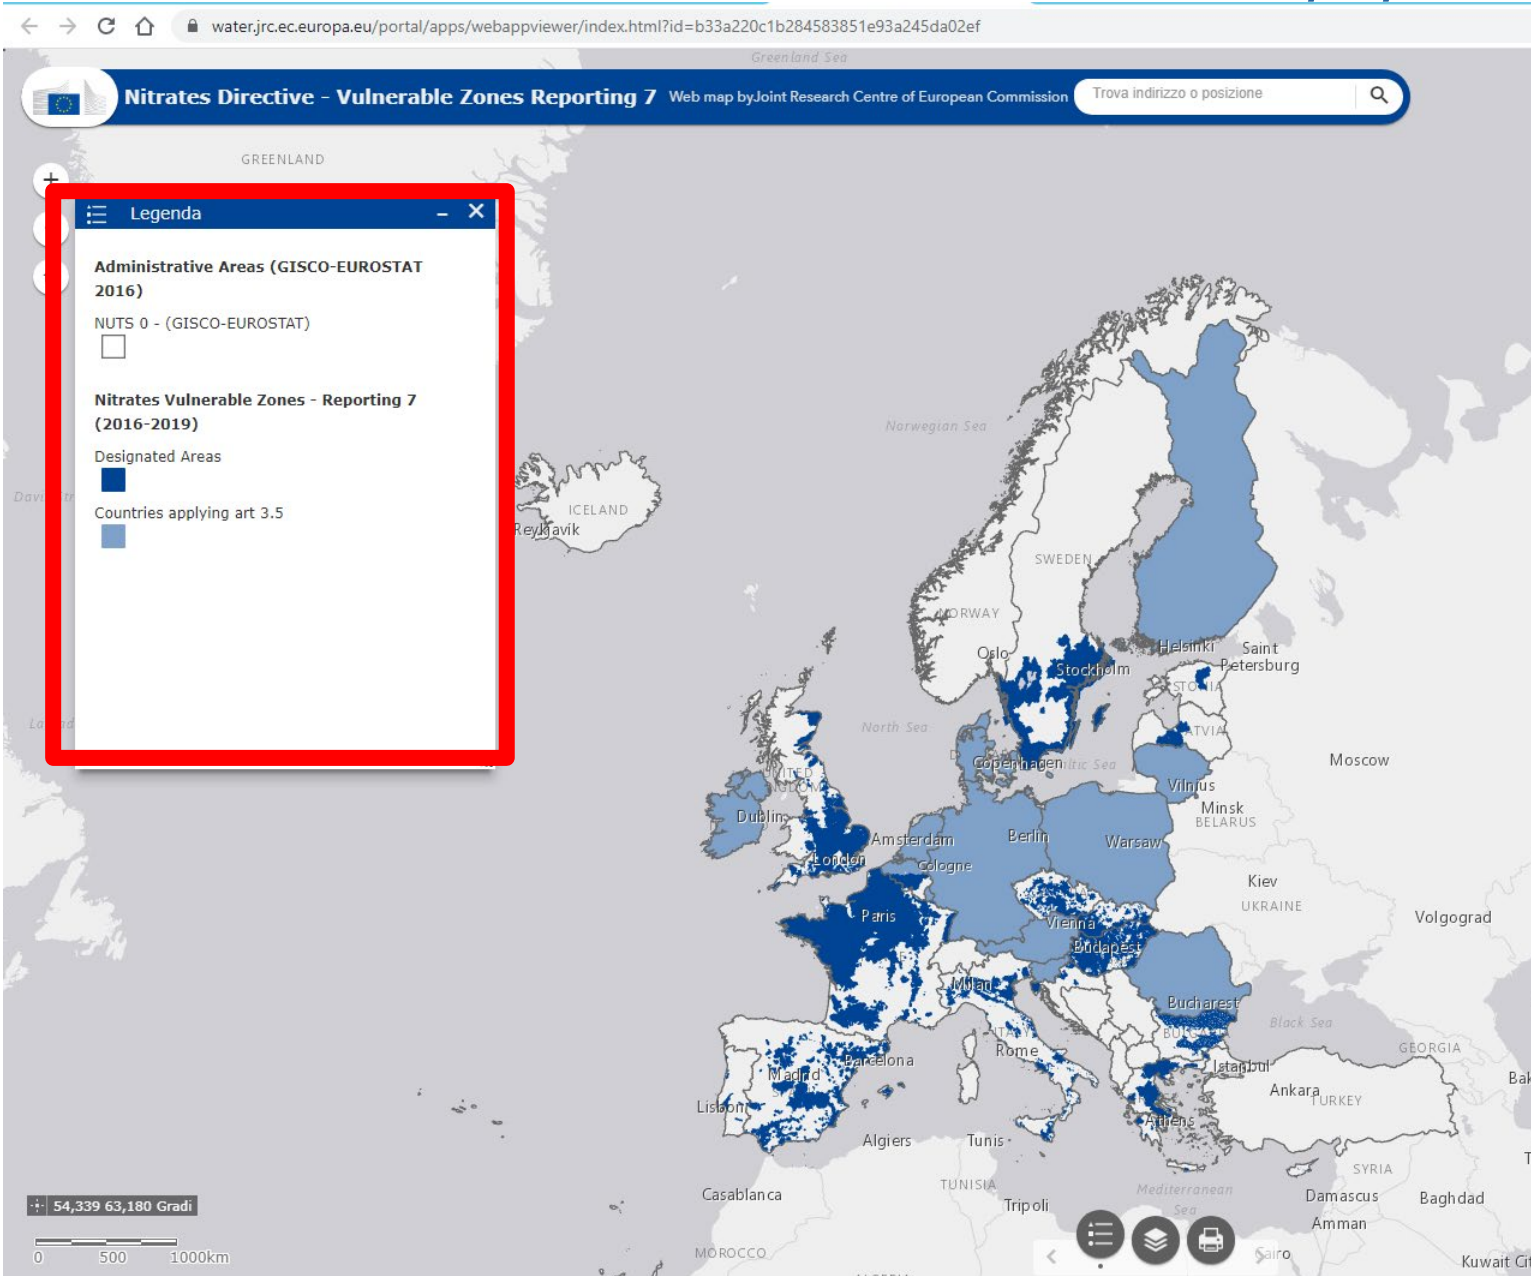 water.jrc.ec.europa.eu/portal/apps/webappviewer/index.html?id=b33a220c1b284583851e93a245da02ef
Greenland Sea
Nitrates Directive - Vulnerable Zones Reporting 7 Web map byJoint Research Centre of European Commission Trova indirizzo o posizione
GREENLAND
+
Legenda
Administrative Areas (GISCO-EUROSTAT
2016)
NUTS 0 - (GISCO-EUROSTAT)
Nitrates Vulnerable Zones - Reporting 7
(2016-2019)
Designated Areas
Countries applying art 3.5
Norwegian Sea
ICELAND
Reykjavik
SWEDEN
NORWAY
Oslo
Helsinki
Saint
Petersburg
Stockholm
North Sea
Copenhagen
Moscow
Vilnius
Minsk
BELARUS
Dublin
Amsterdam
Berlin
Warsaw
London
Cologne
Kiev
UKRAINE
Volgograd
Paris
Vienna
Budapest
Milan
Bucharest
Black Sea
ITALY
Rome
GEORGIA
Barcelona
Madrid
Istanbul
Ankara
TURKEY
Lisbon
Athens
Algiers
Tunis
SYRIA
TUNISIA
Casablanca
Mediterranean
Sea
Damascus
Baghdad
Tripoli
Amman
54,339 63,180 Gradi
0 500 1000km
MOROCCO